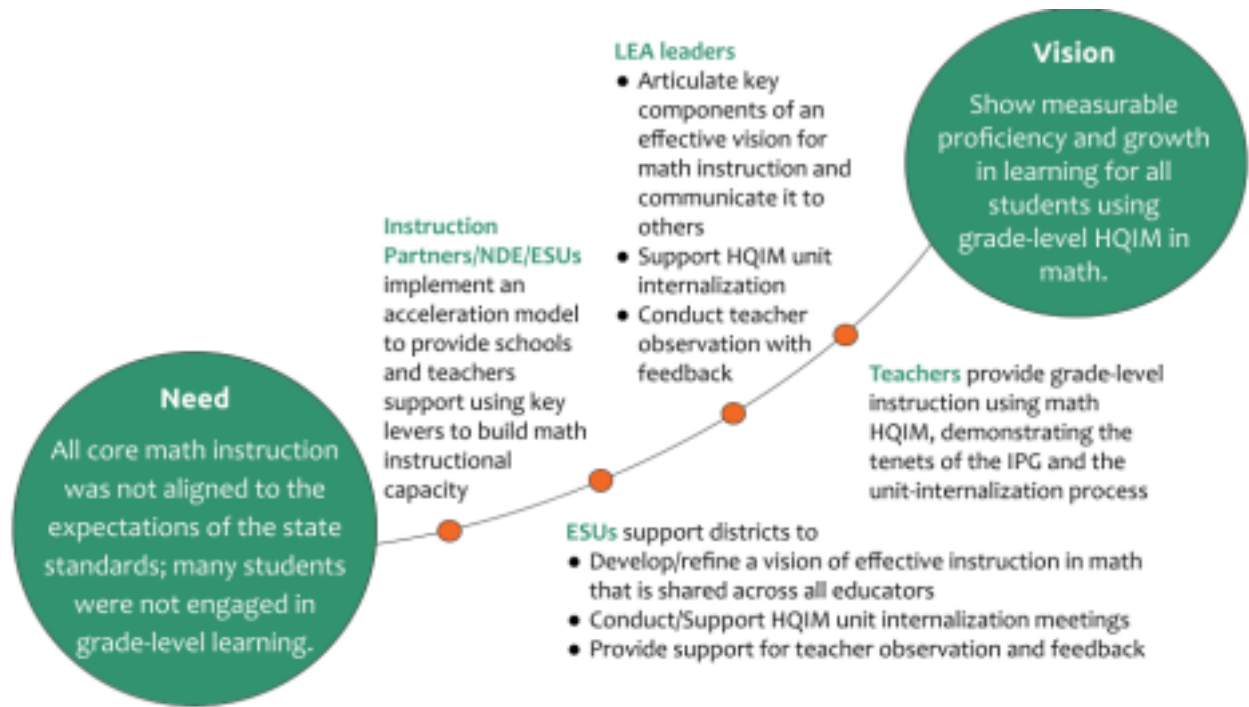 Need
All core math instruction
was not aligned to the
expectations of the state
standards; many students
were not engaged in
grade-level learning.
Instruction
Partners/NDE/ESUs
implement an
acceleration model
to provide schools
and teachers
support using key
levers to build math
instructional
capacity
ESUs support districts to
● Develop/refine a vision of effective instruction in math
that is shared across all educators
● Conduct/Support HQIM unit internalization meetings
● Provide support for teacher observation and feedback
LEA leaders
● Articulate key
components of an
effective vision for
math instruction and
communicate it to
others
● Support HQIM unit
internalization
● Conduct teacher
observation with
feedback
Teachers provide grade-level
instruction using math
HQIM, demonstrating the
tenets of the IPG and the
unit-internalization process
Vision
Show measurable
proficiency and growth
in learning for all
students using
grade-level HQIM in
math.